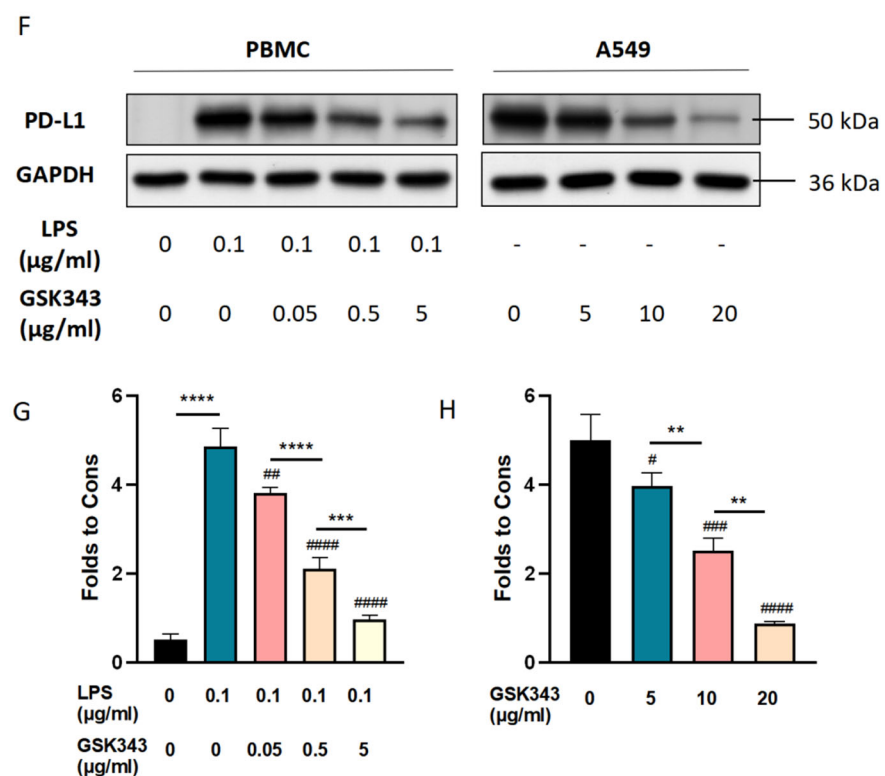 F
PBMC A549
PD-L1 50 kDa
GAPDH 36 kDa
LPS
(µg/ml) 0 0.1 0.1 0.1 0.1 - - - -
GSK343
(µg/ml) 0 0 0.05 0.5 5 0 5 10 20
G
Folds to Cons
6
4
2
0
****
****
***
##
####
####
LPS
(µg/ml) 0 0.1 0.1 0.1 0.1
GSK343
(µg/ml) 0 0 0.05 0.5 5
H
Folds to Cons
6
4
2
0
**
**
#
###
####
GSK343
(µg/ml) 0 5 10 20